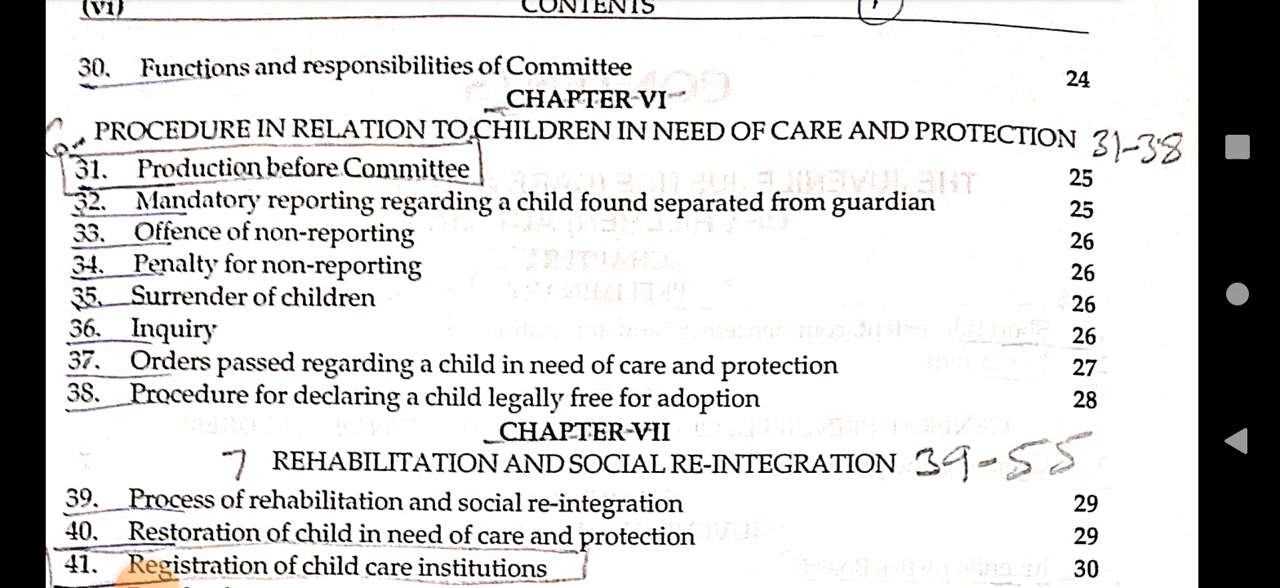 (vi) CONTENTS
30. Functions and responsibilities of Committee 24
CHAPTER-VI
PROCEDURE IN RELATION TO CHILDREN IN NEED OF CARE AND PROTECTION 31-38
31. Production before Committee 25
32. Mandatory reporting regarding a child found separated from guardian 25
33. Offence of non-reporting 26
34. Penalty for non-reporting 26
35. Surrender of children 26
36. Inquiry 26
37. Orders passed regarding a child in need of care and protection 27
38. Procedure for declaring a child legally free for adoption 28
CHAPTER-VII
7 REHABILITATION AND SOCIAL RE-INTEGRATION 39-55
39. Process of rehabilitation and social re-integration 29
40. Restoration of child in need of care and protection 29
41. Registration of child care institutions 30